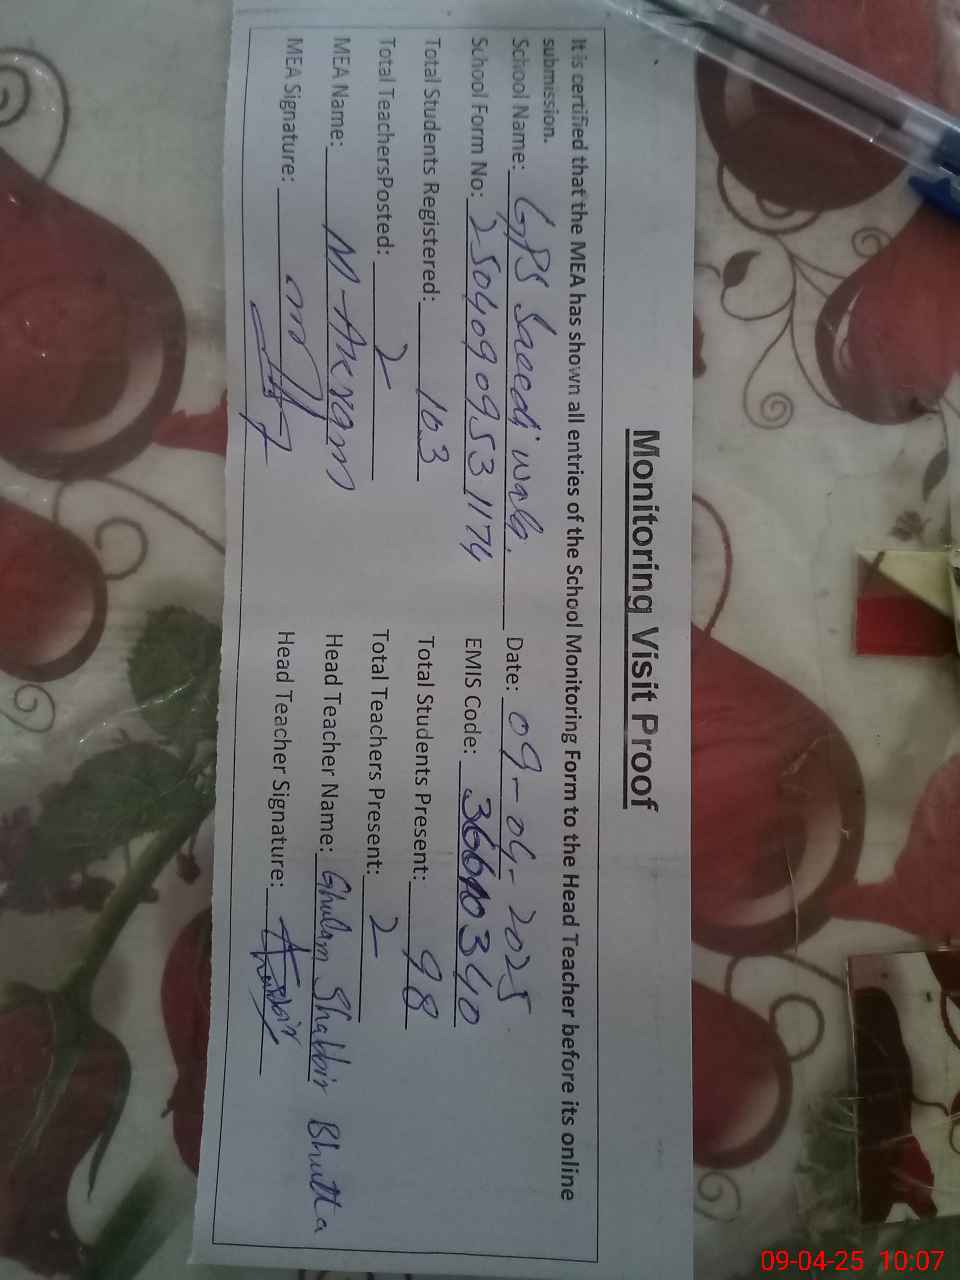 Monitoring Visit Proof
It is certified that the MEA has shown all entries of the School Monitoring Form to the Head Teacher before its online
submission.
School Name: GPS Saeedi wala. Date: 09-04-2025
School Form No: 25040909531174 EMIS Code: 36610340
Total Students Registered: 103 Total Students Present: 98
Total TeachersPosted: 2 Total Teachers Present: 2
MEA Name: M-Akram Head Teacher Name: Ghulam Shabbir Bhutta
MEA Signature: Head Teacher Signature:
09-04-25 10:07